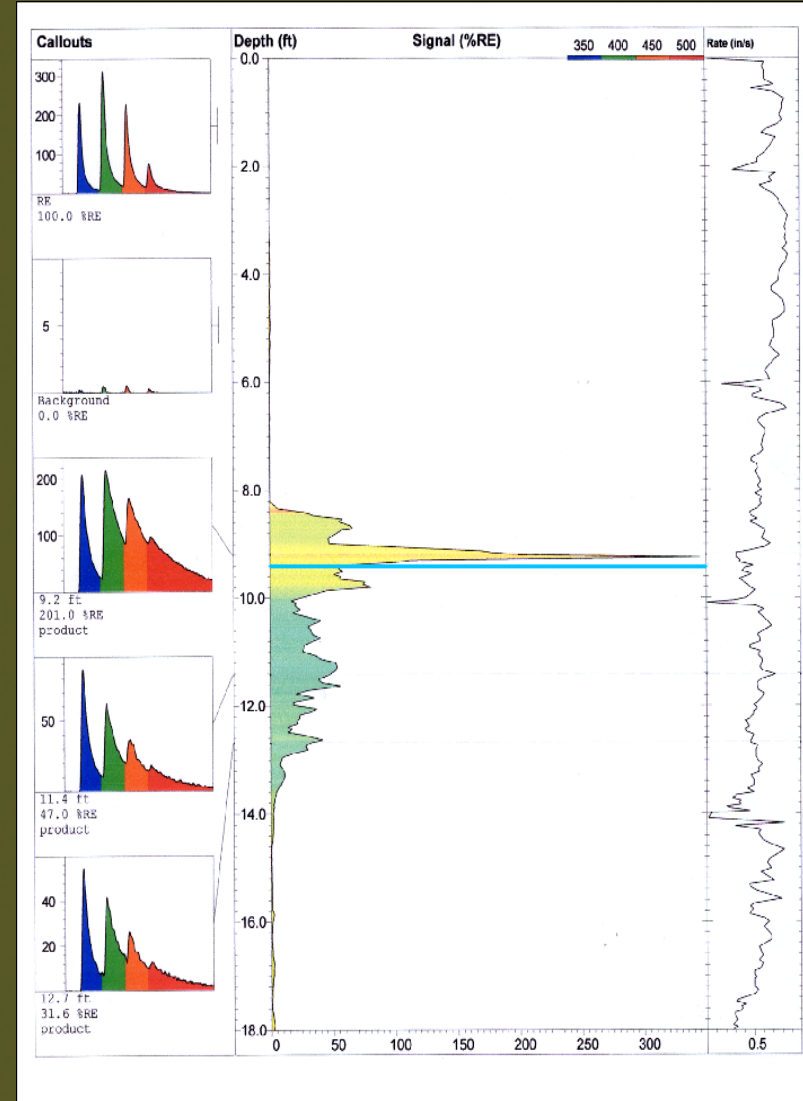 Callouts
300
200
100
RE
100.0 %RE
5
Background
0.0 %RE
200
100
9.2 ft
201.0 %RE
product
50
11.4 ft
47.0 %RE
product
40
20
12.7 ft
31.6 %RE
product
Depth (ft)
Signal (%RE)
350 400 450 500
0.0
2.0
4.0
6.0
8.0
10.0
12.0
14.0
16.0
18.0
0 50 100 150 200 250 300
Rate (in/s)
0.5